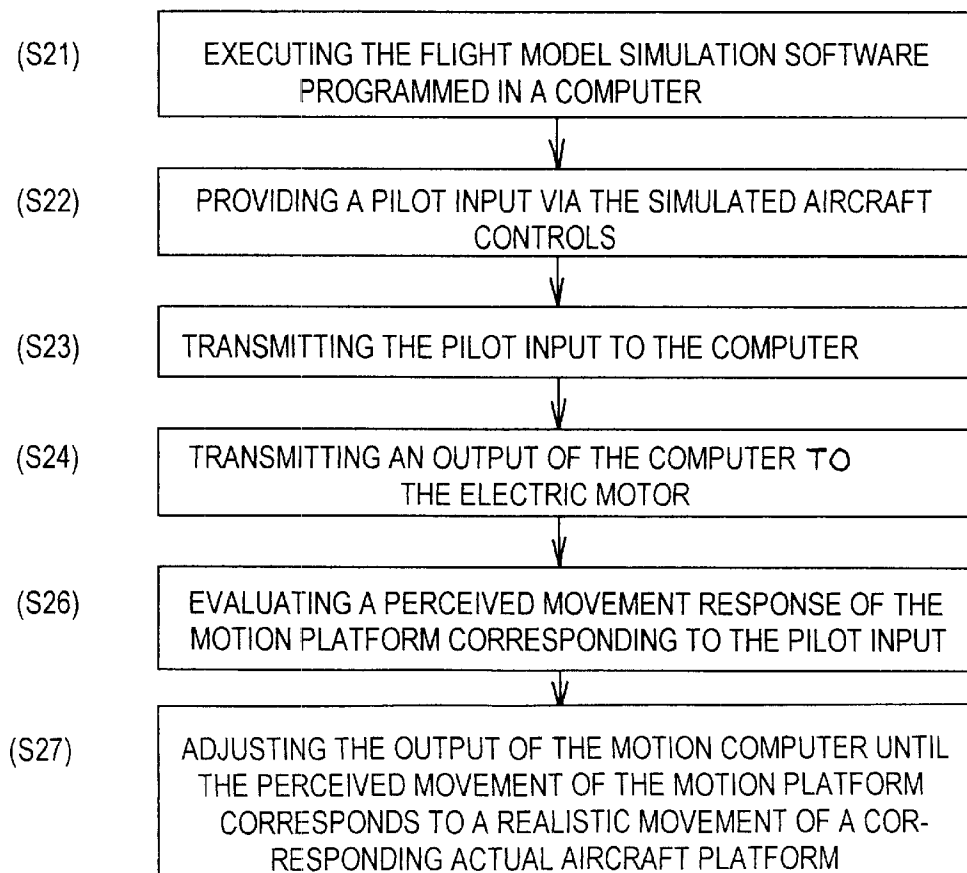 (S21) EXECUTING THE FLIGHT MODEL SIMULATION SOFTWARE
PROGRAMMED IN A COMPUTER
(S22) PROVIDING A PILOT INPUT VIA THE SIMULATED AIRCRAFT
CONTROLS
(S23) TRANSMITTING THE PILOT INPUT TO THE COMPUTER
(S24) TRANSMITTING AN OUTPUT OF THE COMPUTER TO
THE ELECTRIC MOTOR
(S26) EVALUATING A PERCEIVED MOVEMENT RESPONSE OF THE
MOTION PLATFORM CORRESPONDING TO THE PILOT INPUT
(S27) ADJUSTING THE OUTPUT OF THE MOTION COMPUTER UNTIL
THE PERCEIVED MOVEMENT OF THE MOTION PLATFORM
CORRESPONDS TO A REALISTIC MOVEMENT OF A COR-
RESPONDING ACTUAL AIRCRAFT PLATFORM